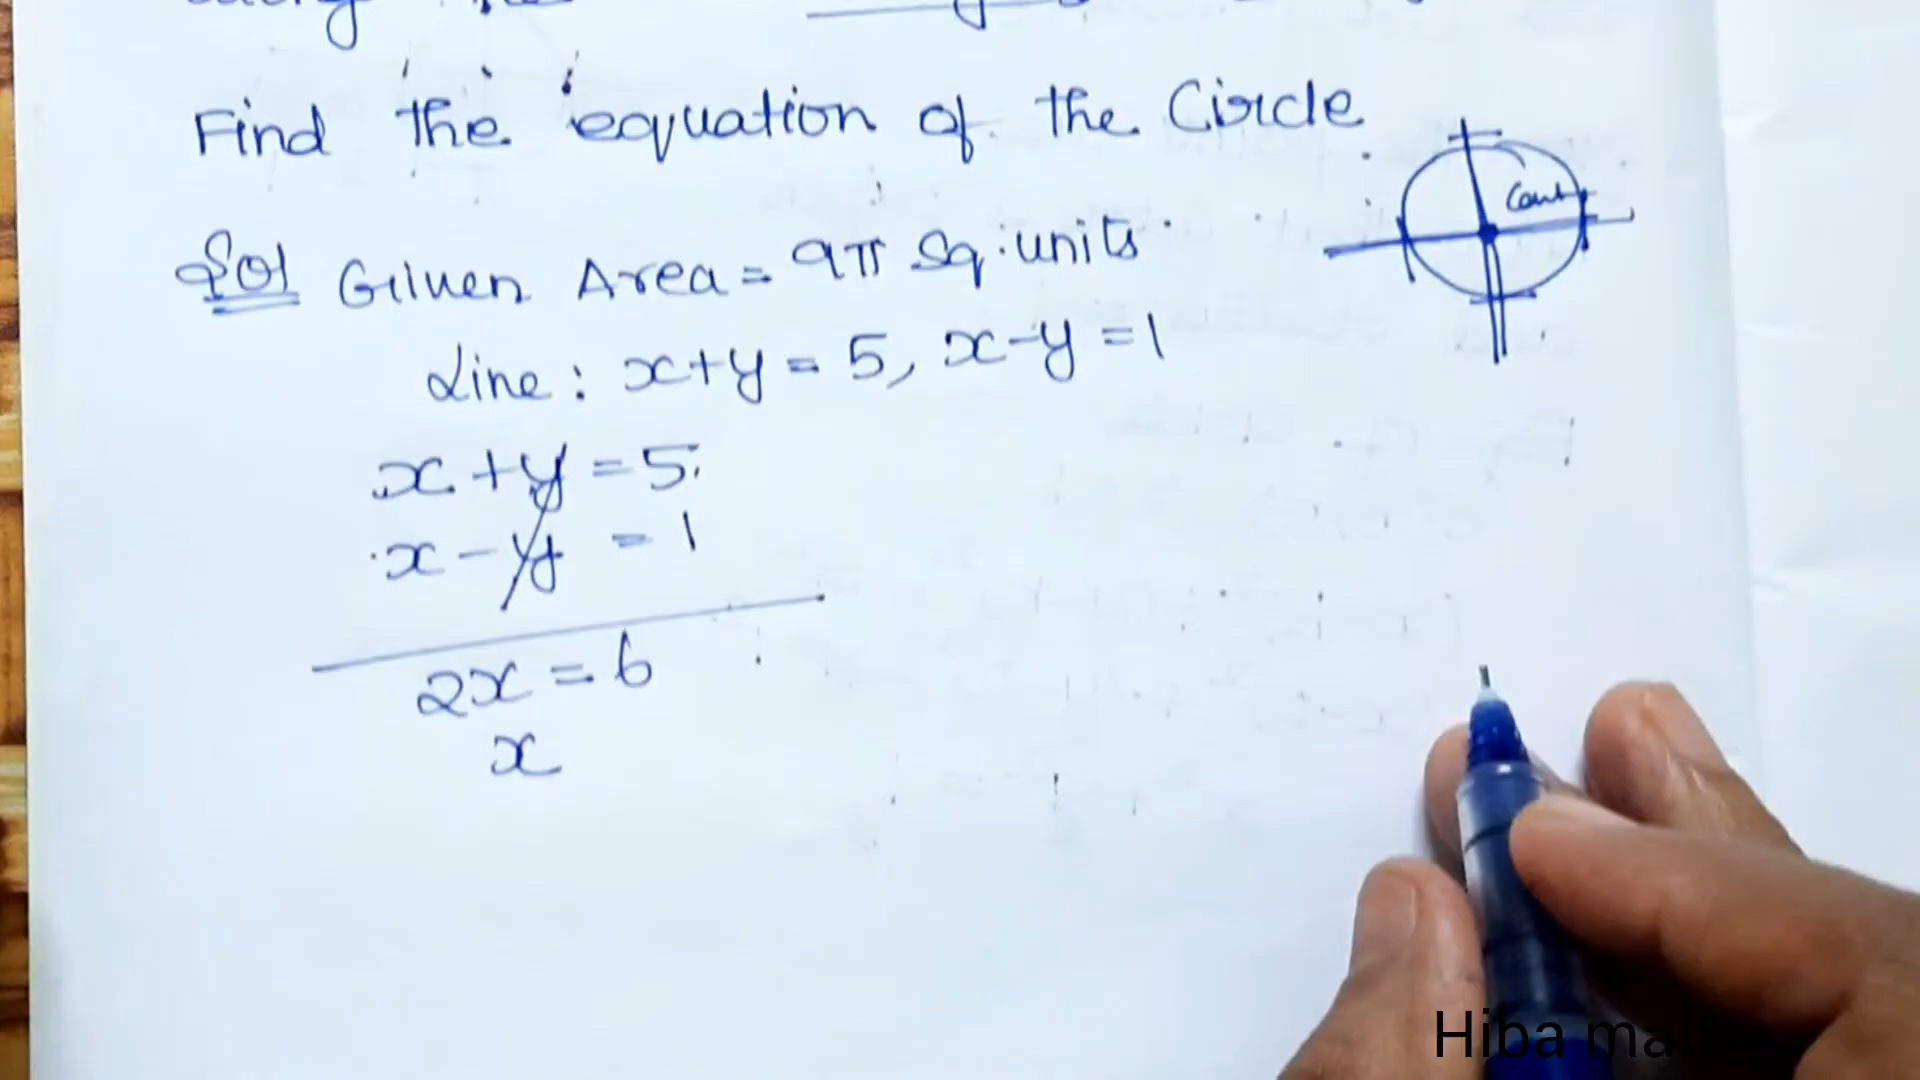 Find the equation of the Circle
Cent
Sol Given Area = 9π Sq.units
Line: x+y = 5, x-y = 1
x + y = 5
x - y = 1
2x = 6
x
Hiba ma